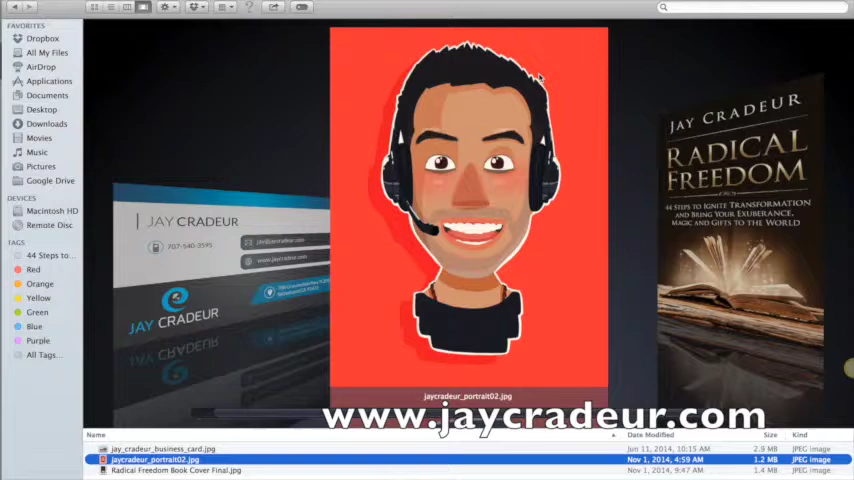 FAVORITES
Dropbox
All My Files
AirDrop
Applications
Documents
Desktop
Downloads
Movies
Music
Pictures
Google Drive
DEVICES
Macintosh HD
Remote Disc
TAGS
44 Steps to...
Red
Orange
Yellow
Green
Blue
Purple
All Tags...
JAY CRADEUR
707-540-3595
www.jaycradeur.com
JAY CRADEUR
JAY CRADEUR
RADICAL
FREEDOM
44 STEPS TO IGNITE TRANSFORMATION
AND BRING YOUR EXUBERANCE,
MAGIC AND GIFTS TO THE WORLD
jaycradeur_portrait02.jpg
www.jaycradeur.com
Name Date Modified Size Kind
jay_cradeur_business_card.jpg Jun 11, 2014, 10:15 AM 2.9 MB JPEG image
jaycradeur_portrait02.jpg Nov 1, 2014, 4:59 AM 1.2 MB JPEG image
Radical Freedom Book Cover Final.jpg Nov 1, 2014, 9:47 AM 1.4 MB JPEG image